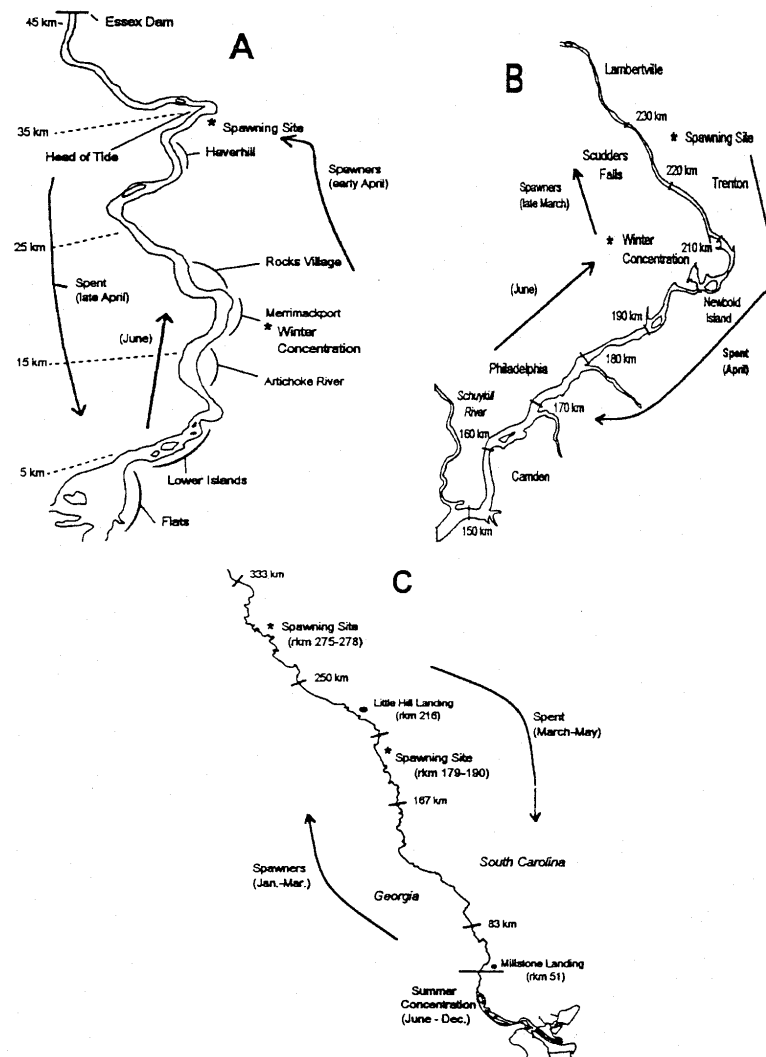 45 km
Essex Dam
A
35 km
* Spawning Site
Head of Tide
Haverhill
Spawners
(early April)
25 km
Rocks Village
Spent
(late April)
(June)
Merrimackport
* Winter
Concentration
15 km
Artichoke River
5 km
Lower Islands
Flats
B
Lambertville
230 km
* Spawning Site
Scudders
Falls
220 km
Trenton
Spawners
(late March)
* Winter
Concentration
210 km
(June)
Newbold
Island
190 km
Spent
(April)
180 km
Philadelphia
Schuylkill
River
170 km
160 km
Camden
150 km
C
333 km
* Spawning Site
(rkm 275-278)
250 km
Little Hill Landing
(rkm 216)
Spent
(March-May)
* Spawning Site
(rkm 179-190)
167 km
South Carolina
Spawners
(Jan.-Mar.)
Georgia
83 km
Millstone Landing
(rkm 51)
Summer
Concentration
(June - Dec.)